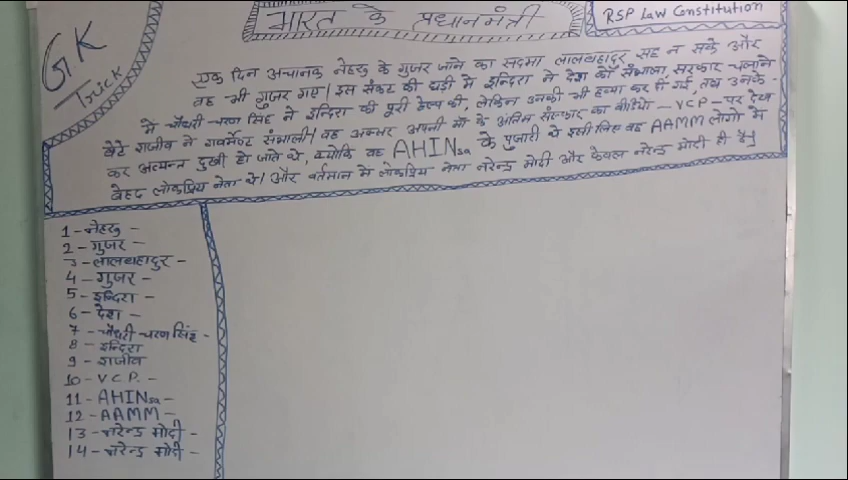 GK Truck
भारत के प्रधानमंत्री
RSP Law Constitution
एक दिन अचानक नेहरू के गुजर जाने का सदमा लालबहादुर, सह न सके और
वह भी गुजर गए। इस संकट की घड़ी में इन्दिरा ने देश को संभाला, सरकार चलाने
में चौधरी चरण सिंह ने इन्दिरा की पूरी हेल्प की, लेकिन उनकी भी हत्या कर दी गई, तब उनके
बेटे राजीव ने गवर्मेन्ट संभाली। वह अक्सर अपनी माँ के अंतिम संस्कार का वीडियो - VCP - पर देख
कर अत्यन्त दुखी हो जाते थे, क्योंकि वह AHINsa के पुजारी थे इसी लिए वह AAMM लोगों में
बेहद लोकप्रिय नेता थे। और वर्तमान में लोकप्रिय नेता नरेन्द्र मोदी और केवल नरेन्द्र मोदी ही है।
1 - नेहरू -
2 - गुजर -
3 - लालबहादुर -
4 - गुजर -
5 - इन्दिरा -
6 - देश -
7 - चौधरी चरण सिंह -
8 - इन्दिरा
9 - राजीव
10 - V.C.P. -
11 - AHINsa -
12 - AAMM -
13 - नरेन्द्र मोदी -
14 - नरेन्द्र मोदी -